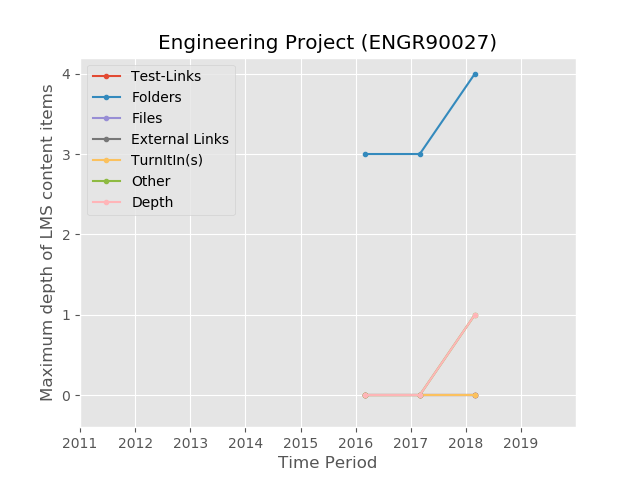 Engineering Project (ENGR90027)
Test-Links
Folders
Files
External Links
TurnItIn(s)
Other
Depth
Maximum depth of LMS content items
4
3
2
1
0
2011 2012 2013 2014 2015 2016 2017 2018 2019
Time Period